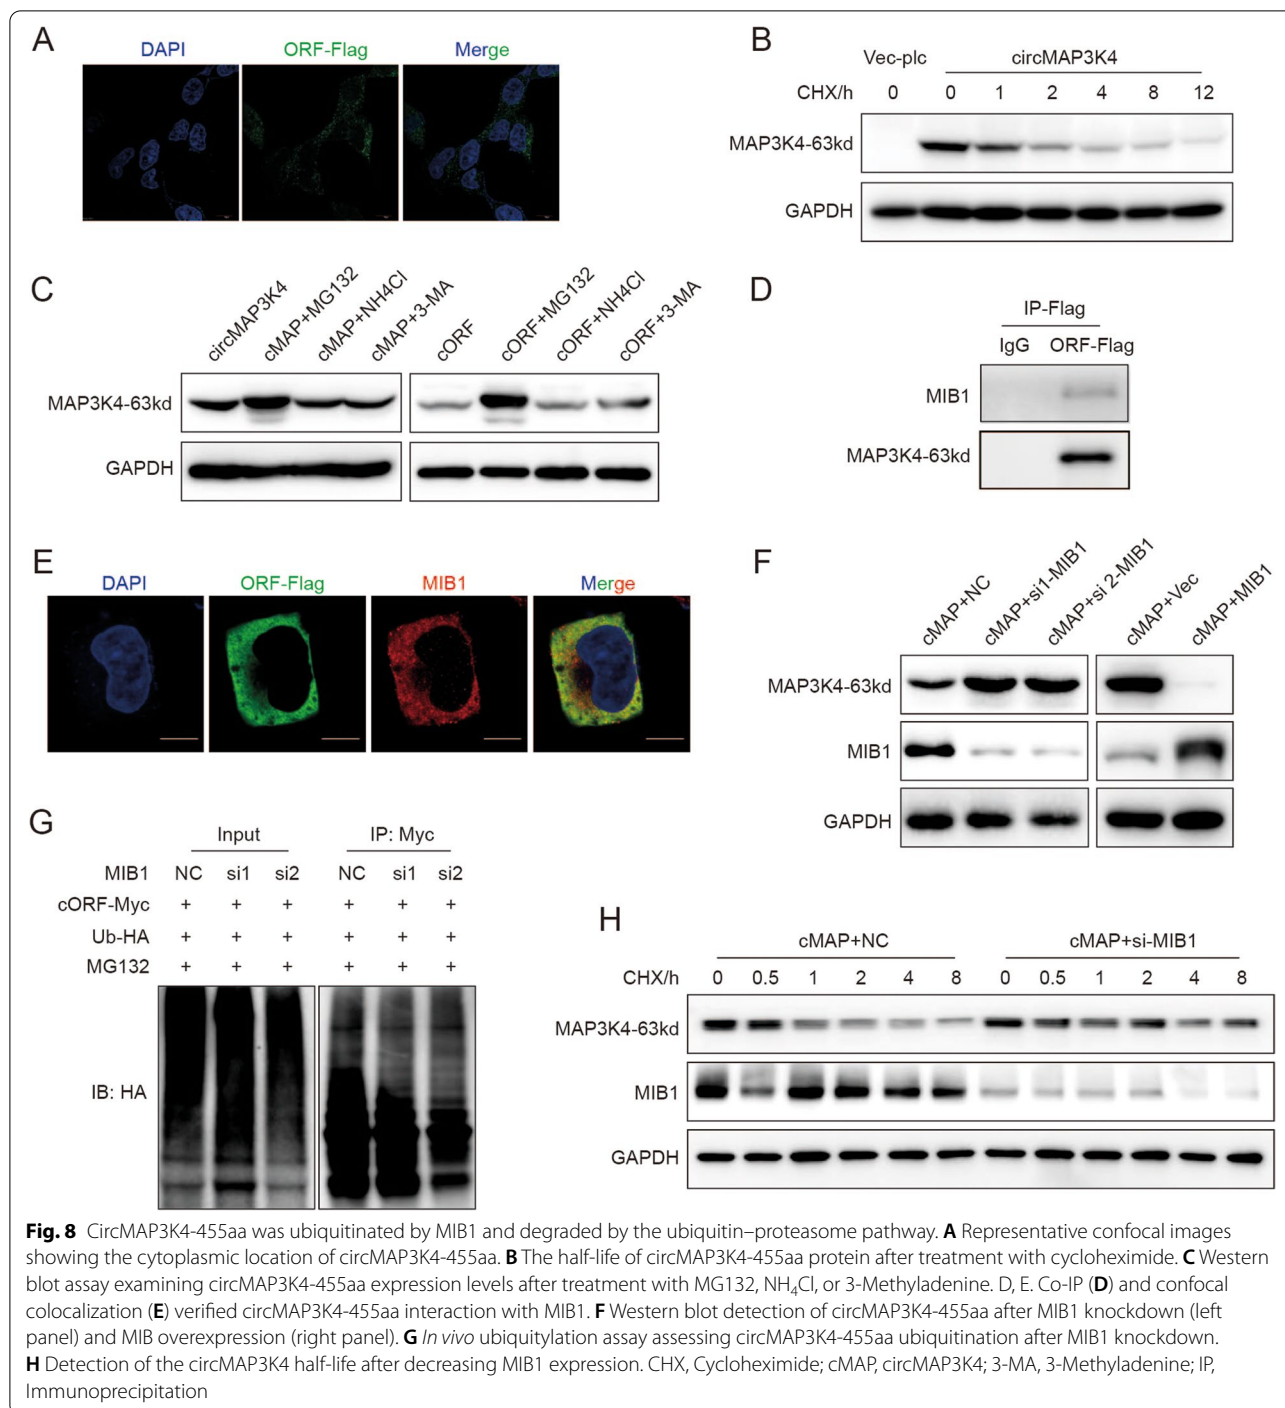 A
DAPI ORF-Flag Merge
B
Vec-plc circMAP3K4
CHX/h 0 0 1 2 4 8 12
MAP3K4-63kd
GAPDH
C
circMAP3K4 cMAP+MG132 cMAP+NH4Cl cMAP+3-MA cORF cORF+MG132 cORF+NH4Cl cORF+3-MA
MAP3K4-63kd
GAPDH
D
IP-Flag
IgG ORF-Flag
MIB1
MAP3K4-63kd
E
DAPI ORF-Flag MIB1 Merge
F
cMAP+NC cMAP+si1-MIB1 cMAP+si 2-MIB1 cMAP+Vec cMAP+MIB1
MAP3K4-63kd
MIB1
GAPDH
G
Input IP: Myc
MIB1 NC si1 si2 NC si1 si2
cORF-Myc + + + + + +
Ub-HA + + + + + +
MG132 + + + + + +
IB: HA
H
cMAP+NC cMAP+si-MIB1
CHX/h 0 0.5 1 2 4 8 0 0.5 1 2 4 8
MAP3K4-63kd
MIB1
GAPDH
Fig. 8 CircMAP3K4-455aa was ubiquitinated by MIB1 and degraded by the ubiquitin–proteasome pathway. A Representative confocal images
showing the cytoplasmic location of circMAP3K4-455aa. B The half-life of circMAP3K4-455aa protein after treatment with cycloheximide. C Western
blot assay examining circMAP3K4-455aa expression levels after treatment with MG132, NH₄Cl, or 3-Methyladenine. D, E. Co-IP (D) and confocal
colocalization (E) verified circMAP3K4-455aa interaction with MIB1. F Western blot detection of circMAP3K4-455aa after MIB1 knockdown (left
panel) and MIB overexpression (right panel). G In vivo ubiquitylation assay assessing circMAP3K4-455aa ubiquitination after MIB1 knockdown.
H Detection of the circMAP3K4 half-life after decreasing MIB1 expression. CHX, Cycloheximide; cMAP, circMAP3K4; 3-MA, 3-Methyladenine; IP,
Immunoprecipitation